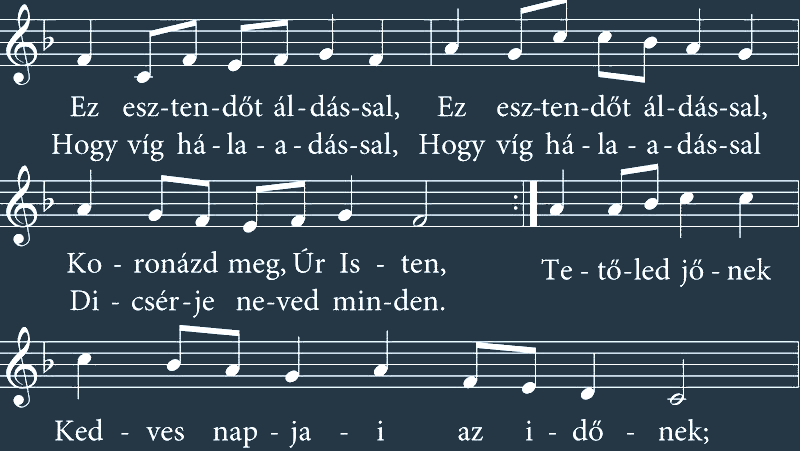 Ez esz-ten-dőt ál-dás-sal, Ez esz-ten-dőt ál-dás-sal,
Hogy víg há-la-a-dás-sal, Hogy víg há-la-a-dás-sal
Ko-ronázd meg, Úr Is-ten,
Di-csér-je ne-ved min-den.
Te-tő-led jő-nek
Ked-ves nap-ja-i az i-dő-nek;